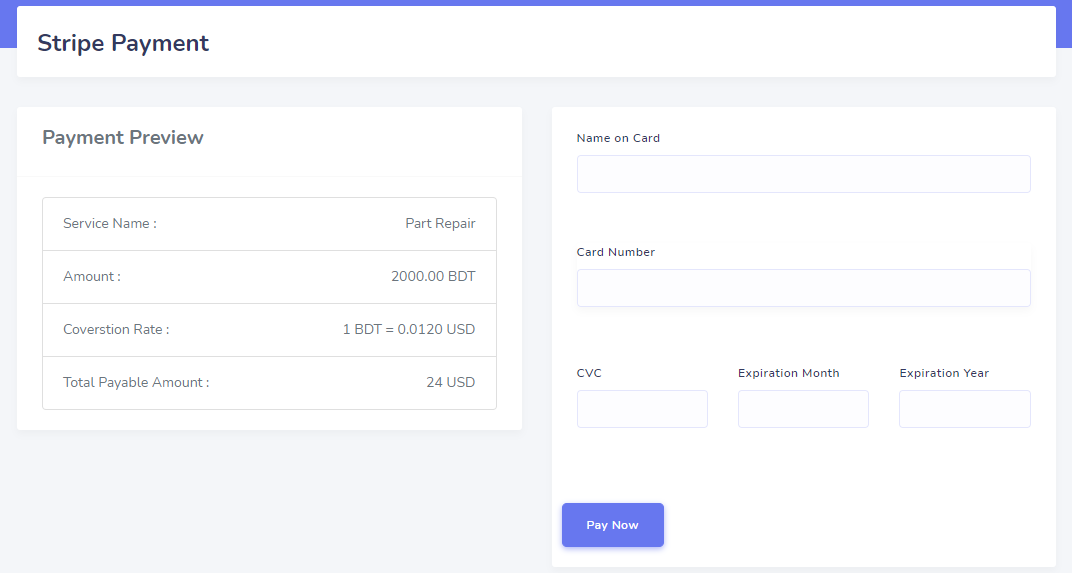 Stripe Payment
Payment Preview
Service Name : Part Repair
Amount : 2000.00 BDT
Coverstion Rate : 1 BDT = 0.0120 USD
Total Payable Amount : 24 USD
Name on Card
Card Number
CVC Expiration Month Expiration Year
Pay Now